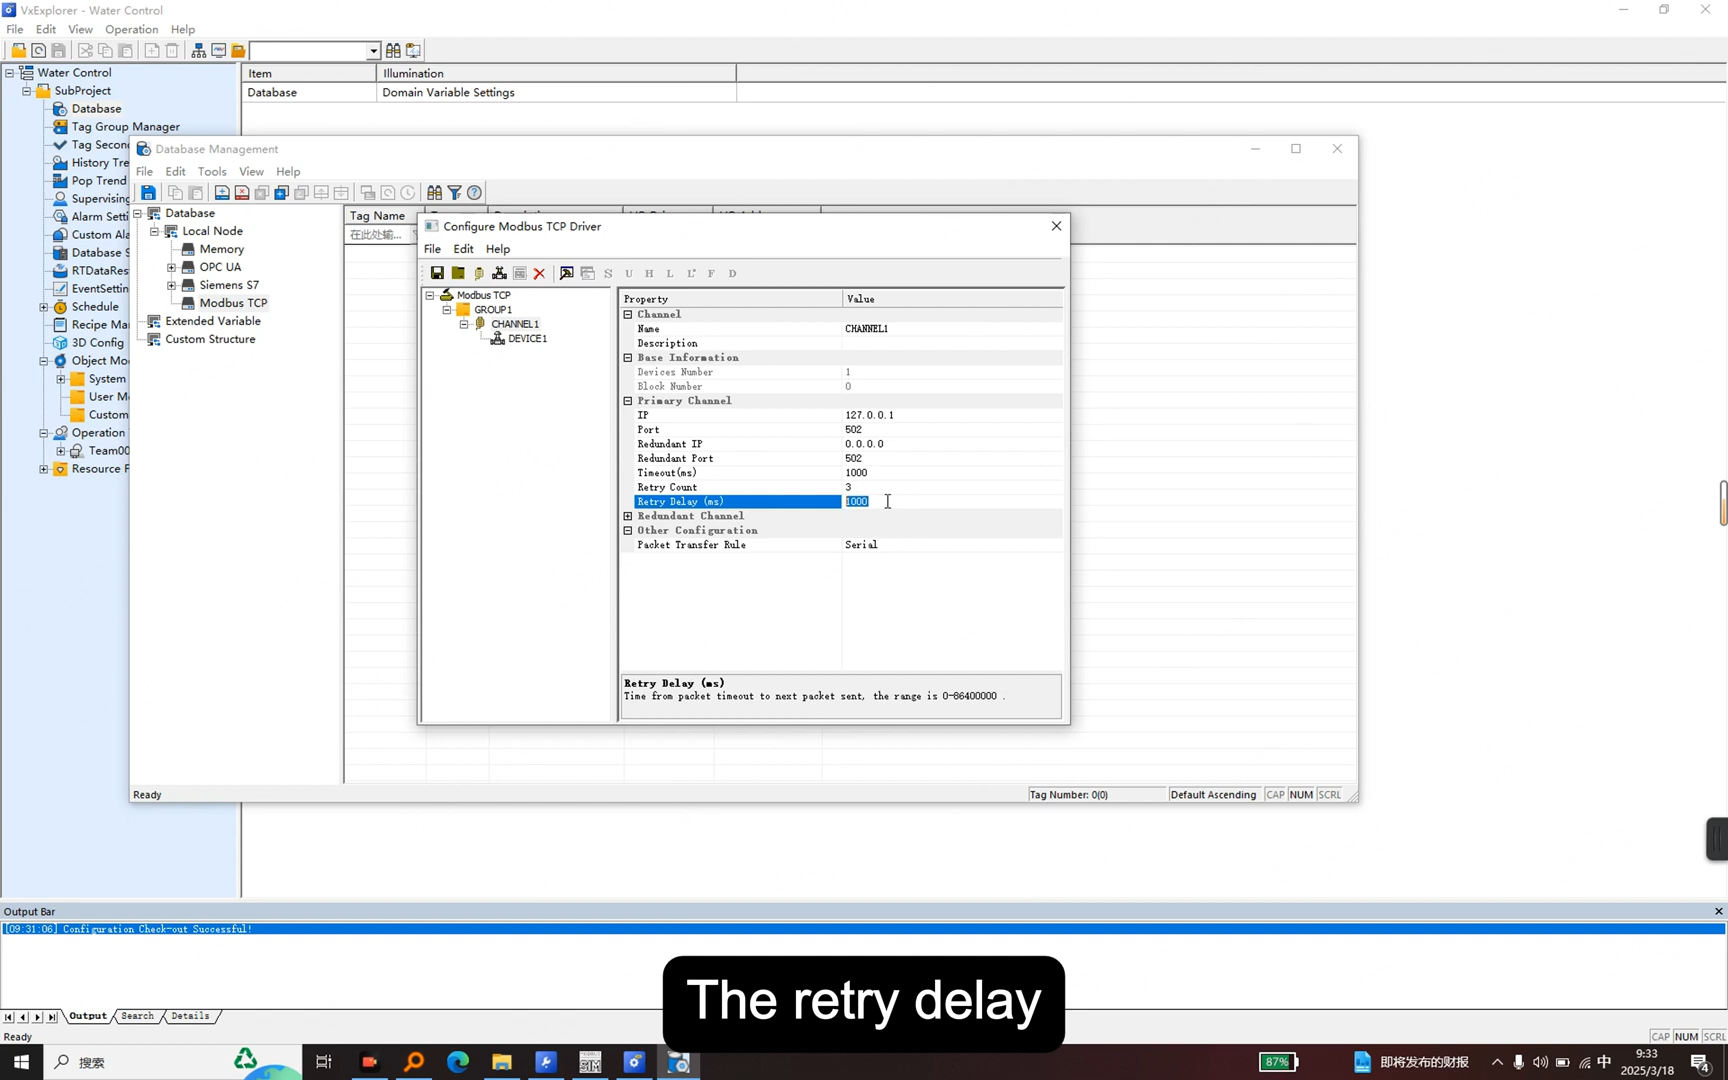 VxExplorer - Water Control
File Edit View Operation Help
Water Control
SubProject
Database
Tag Group Manager
Tag Secon
History Tre
Pop Trend
Supervising
Alarm Setti
Custom Ala
Database S
RTDataRes
EventSettin
Schedule
Recipe Mar
3D Config
Object Mod
System
User M
Custom
Operation
Team00
Resource F
Item Illumination
Database Domain Variable Settings
Database Management
File Edit Tools View Help
Database
Local Node
Memory
OPC UA
Siemens S7
Modbus TCP
Extended Variable
Custom Structure
Tag Name
在此处输...
Configure Modbus TCP Driver
File Edit Help
S U H L F D
Modbus TCP
GROUP1
CHANNEL1
DEVICE1
Property Value
Channel
Name CHANNEL1
Description
Base Information
Devices Number 1
Block Number 0
Primary Channel
IP 127.0.0.1
Port 502
Redundant IP 0.0.0.0
Redundant Port 502
Timeout(ms) 1000
Retry Count 3
Retry Delay (ms) 1000
Redundant Channel
Other Configuration
Packet Transfer Rule Serial
Retry Delay (ms)
Time from packet timeout to next packet sent, the range is 0-86400000 .
Ready Tag Number: 0(0) Default Ascending CAP NUM SCRL
Output Bar
[09:31:06] Configuration Check-out Successful!
Output Search Details
Ready CAP NUM SCRL
The retry delay
搜索
SIM
87%
即将发布的财报
中
9:33
2025/3/18
4